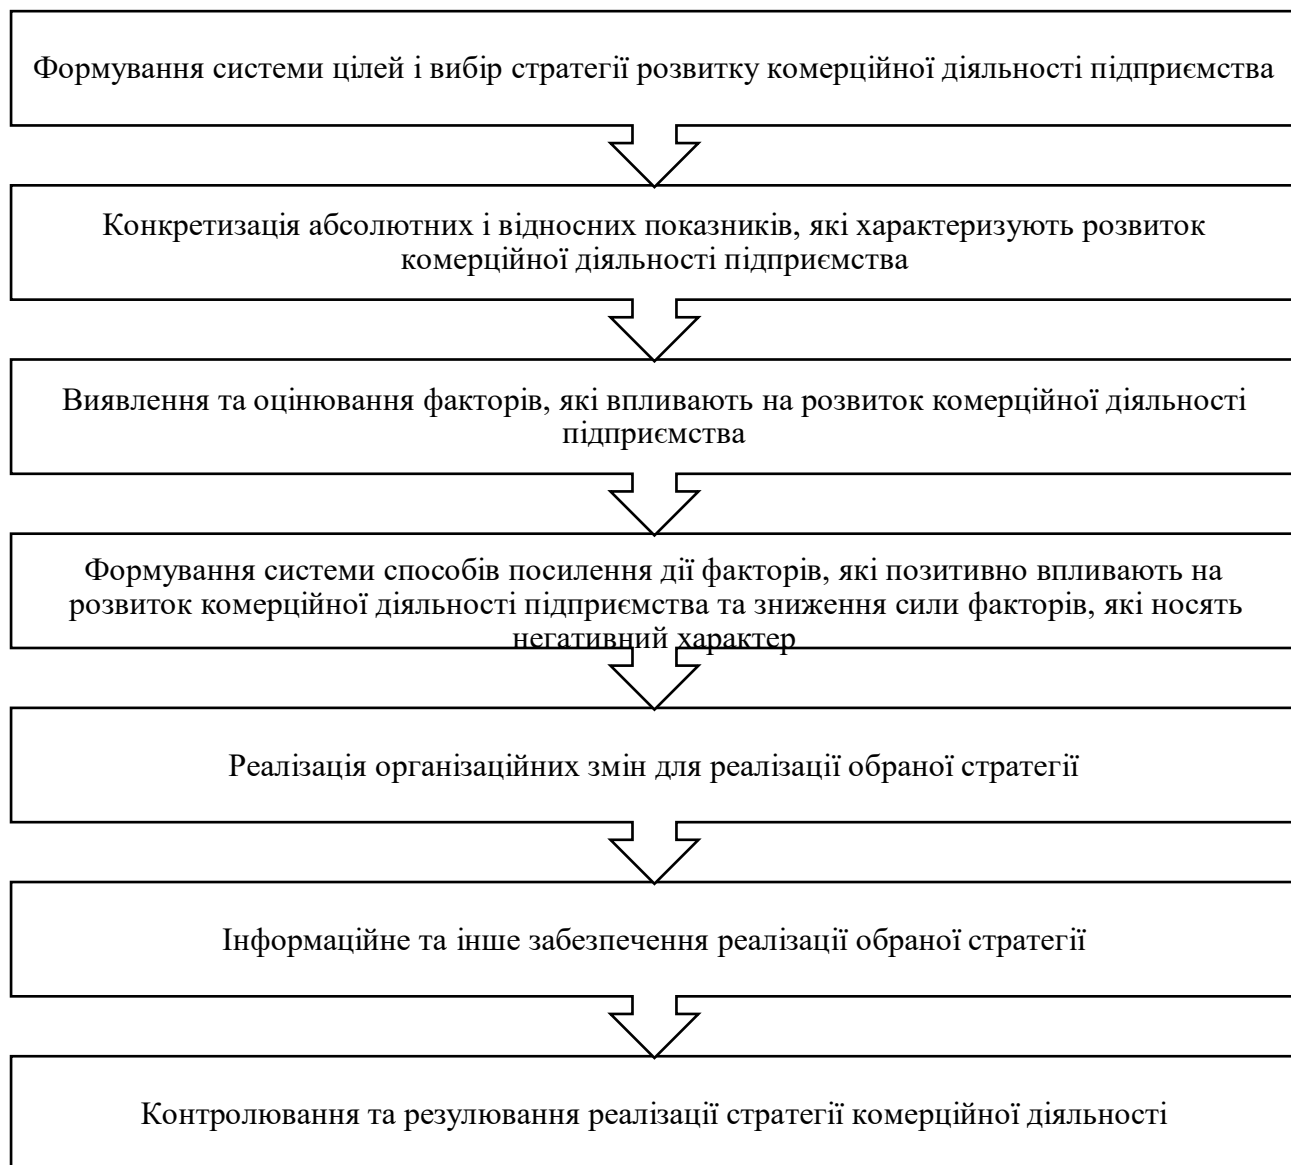 Формування системи цілей і вибір стратегії розвитку комерційної діяльності підприємства
Конкретизація абсолютних і відносних показників, які характеризують розвиток
комерційної діяльності підприємства
Виявлення та оцінювання факторів, які впливають на розвиток комерційної діяльності
підприємства
Формування системи способів посилення дії факторів, які позитивно впливають на
розвиток комерційної діяльності підприємства та зниження сили факторів, які носять
негативний характер
Реалізація організаційних змін для реалізації обраної стратегії
Інформаційне та інше забезпечення реалізації обраної стратегії
Контролювання та резулювання реалізації стратегії комерційної діяльності